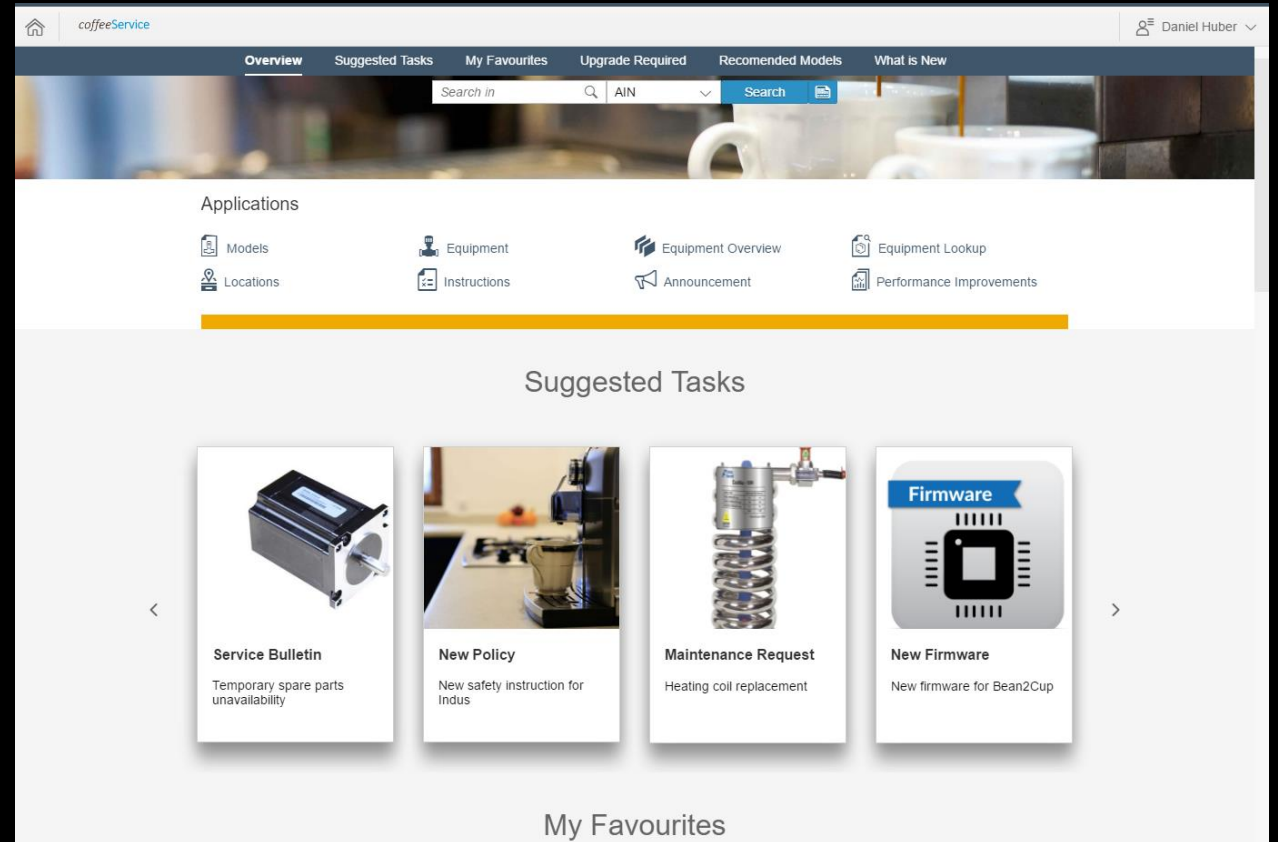 coffeeService
Daniel Huber
Overview Suggested Tasks My Favourites Upgrade Required Recomended Models What is New
Search in AIN Search
Applications
Models Equipment Equipment Overview Equipment Lookup
Locations Instructions Announcement Performance Improvements
Suggested Tasks
Firmware
Service Bulletin
Temporary spare parts
unavailability
New Policy
New safety instruction for
Indus
Maintenance Request
Heating coil replacement
New Firmware
New firmware for Bean2Cup
My Favourites